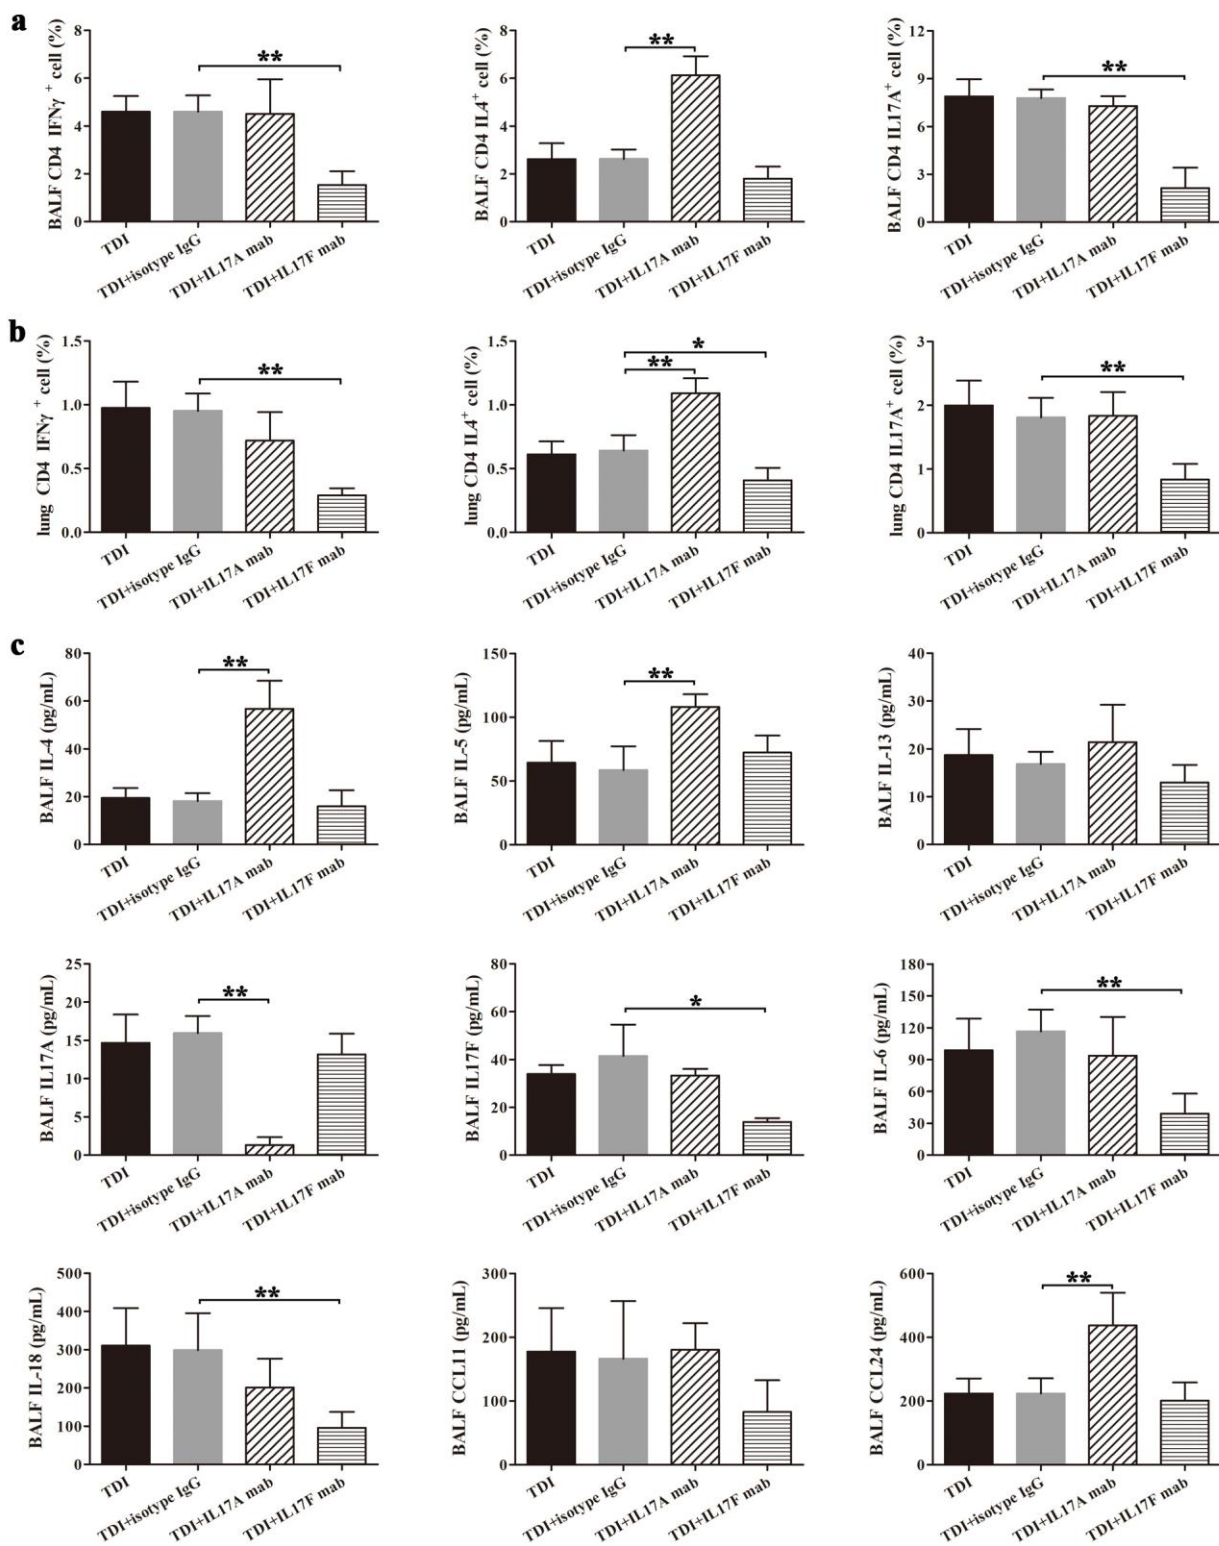 a
BALF CD4 IFNγ + cell (%)
8
6
4
2
0
**
TDI
TDI+isotype IgG
TDI+IL17A mab
TDI+IL17F mab
BALF CD4 IL4+ cell (%)
8
6
4
2
0
**
TDI
TDI+isotype IgG
TDI+IL17A mab
TDI+IL17F mab
BALF CD4 IL17A+ cell (%)
12
9
6
3
0
**
TDI
TDI+isotype IgG
TDI+IL17A mab
TDI+IL17F mab
b
lung CD4 IFNγ + cell (%)
1.5
1.0
0.5
0.0
**
TDI
TDI+isotype IgG
TDI+IL17A mab
TDI+IL17F mab
lung CD4 IL4+ cell (%)
1.5
1.0
0.5
0.0
*
**
TDI
TDI+isotype IgG
TDI+IL17A mab
TDI+IL17F mab
lung CD4 IL17A+ cell (%)
3
2
1
0
**
TDI
TDI+isotype IgG
TDI+IL17A mab
TDI+IL17F mab
c
BALF IL-4 (pg/mL)
80
60
40
20
0
**
TDI
TDI+isotype IgG
TDI+IL17A mab
TDI+IL17F mab
BALF IL-5 (pg/mL)
150
100
50
0
**
TDI
TDI+isotype IgG
TDI+IL17A mab
TDI+IL17F mab
BALF IL-13 (pg/mL)
40
30
20
10
0
TDI
TDI+isotype IgG
TDI+IL17A mab
TDI+IL17F mab
BALF IL17A (pg/mL)
25
20
15
10
5
0
**
TDI
TDI+isotype IgG
TDI+IL17A mab
TDI+IL17F mab
BALF IL17F (pg/mL)
80
60
40
20
0
*
TDI
TDI+isotype IgG
TDI+IL17A mab
TDI+IL17F mab
BALF IL-6 (pg/mL)
180
150
120
90
60
30
0
**
TDI
TDI+isotype IgG
TDI+IL17A mab
TDI+IL17F mab
BALF IL-18 (pg/mL)
500
400
300
200
100
0
**
TDI
TDI+isotype IgG
TDI+IL17A mab
TDI+IL17F mab
BALF CCL11 (pg/mL)
300
200
100
0
TDI
TDI+isotype IgG
TDI+IL17A mab
TDI+IL17F mab
BALF CCL24 (pg/mL)
600
400
200
0
**
TDI
TDI+isotype IgG
TDI+IL17A mab
TDI+IL17F mab